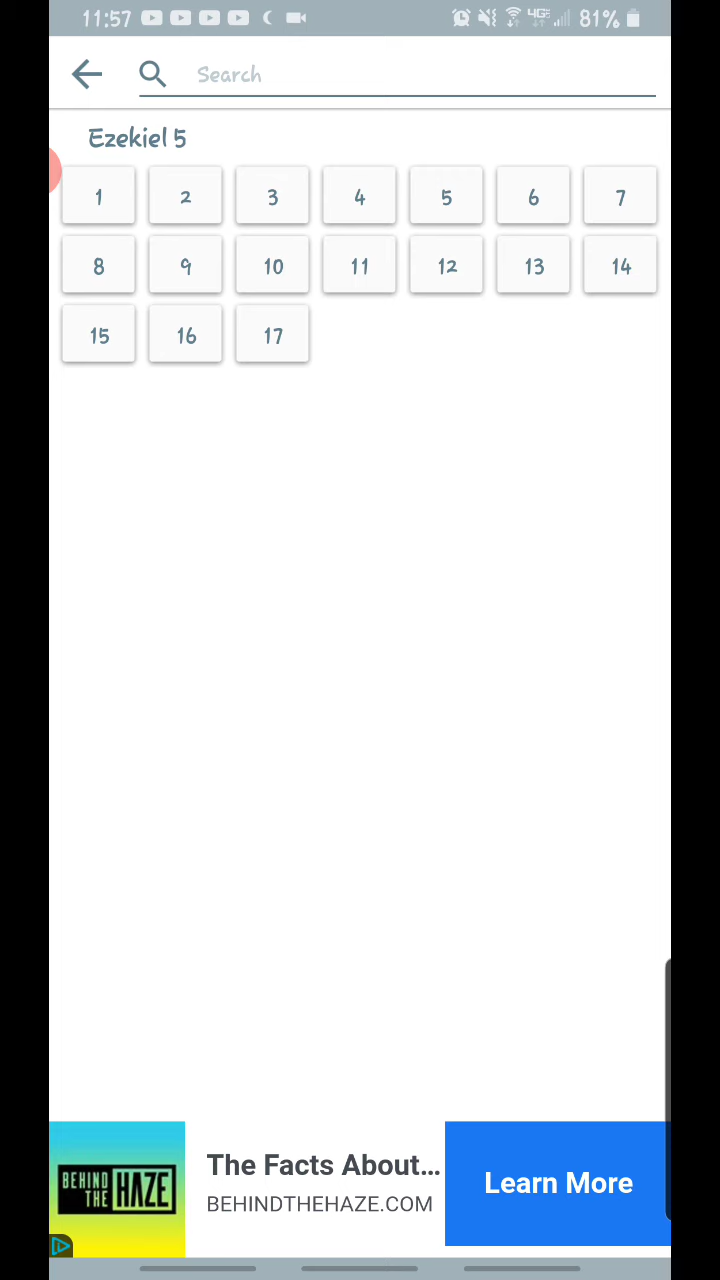 11:57 4GE 81%
Search
Ezekiel 5
1 2 3 4 5 6 7
8 9 10 11 12 13 14
15 16 17
BEHIND THE HAZE
The Facts About...
BEHINDTHEHAZE.COM
Learn More